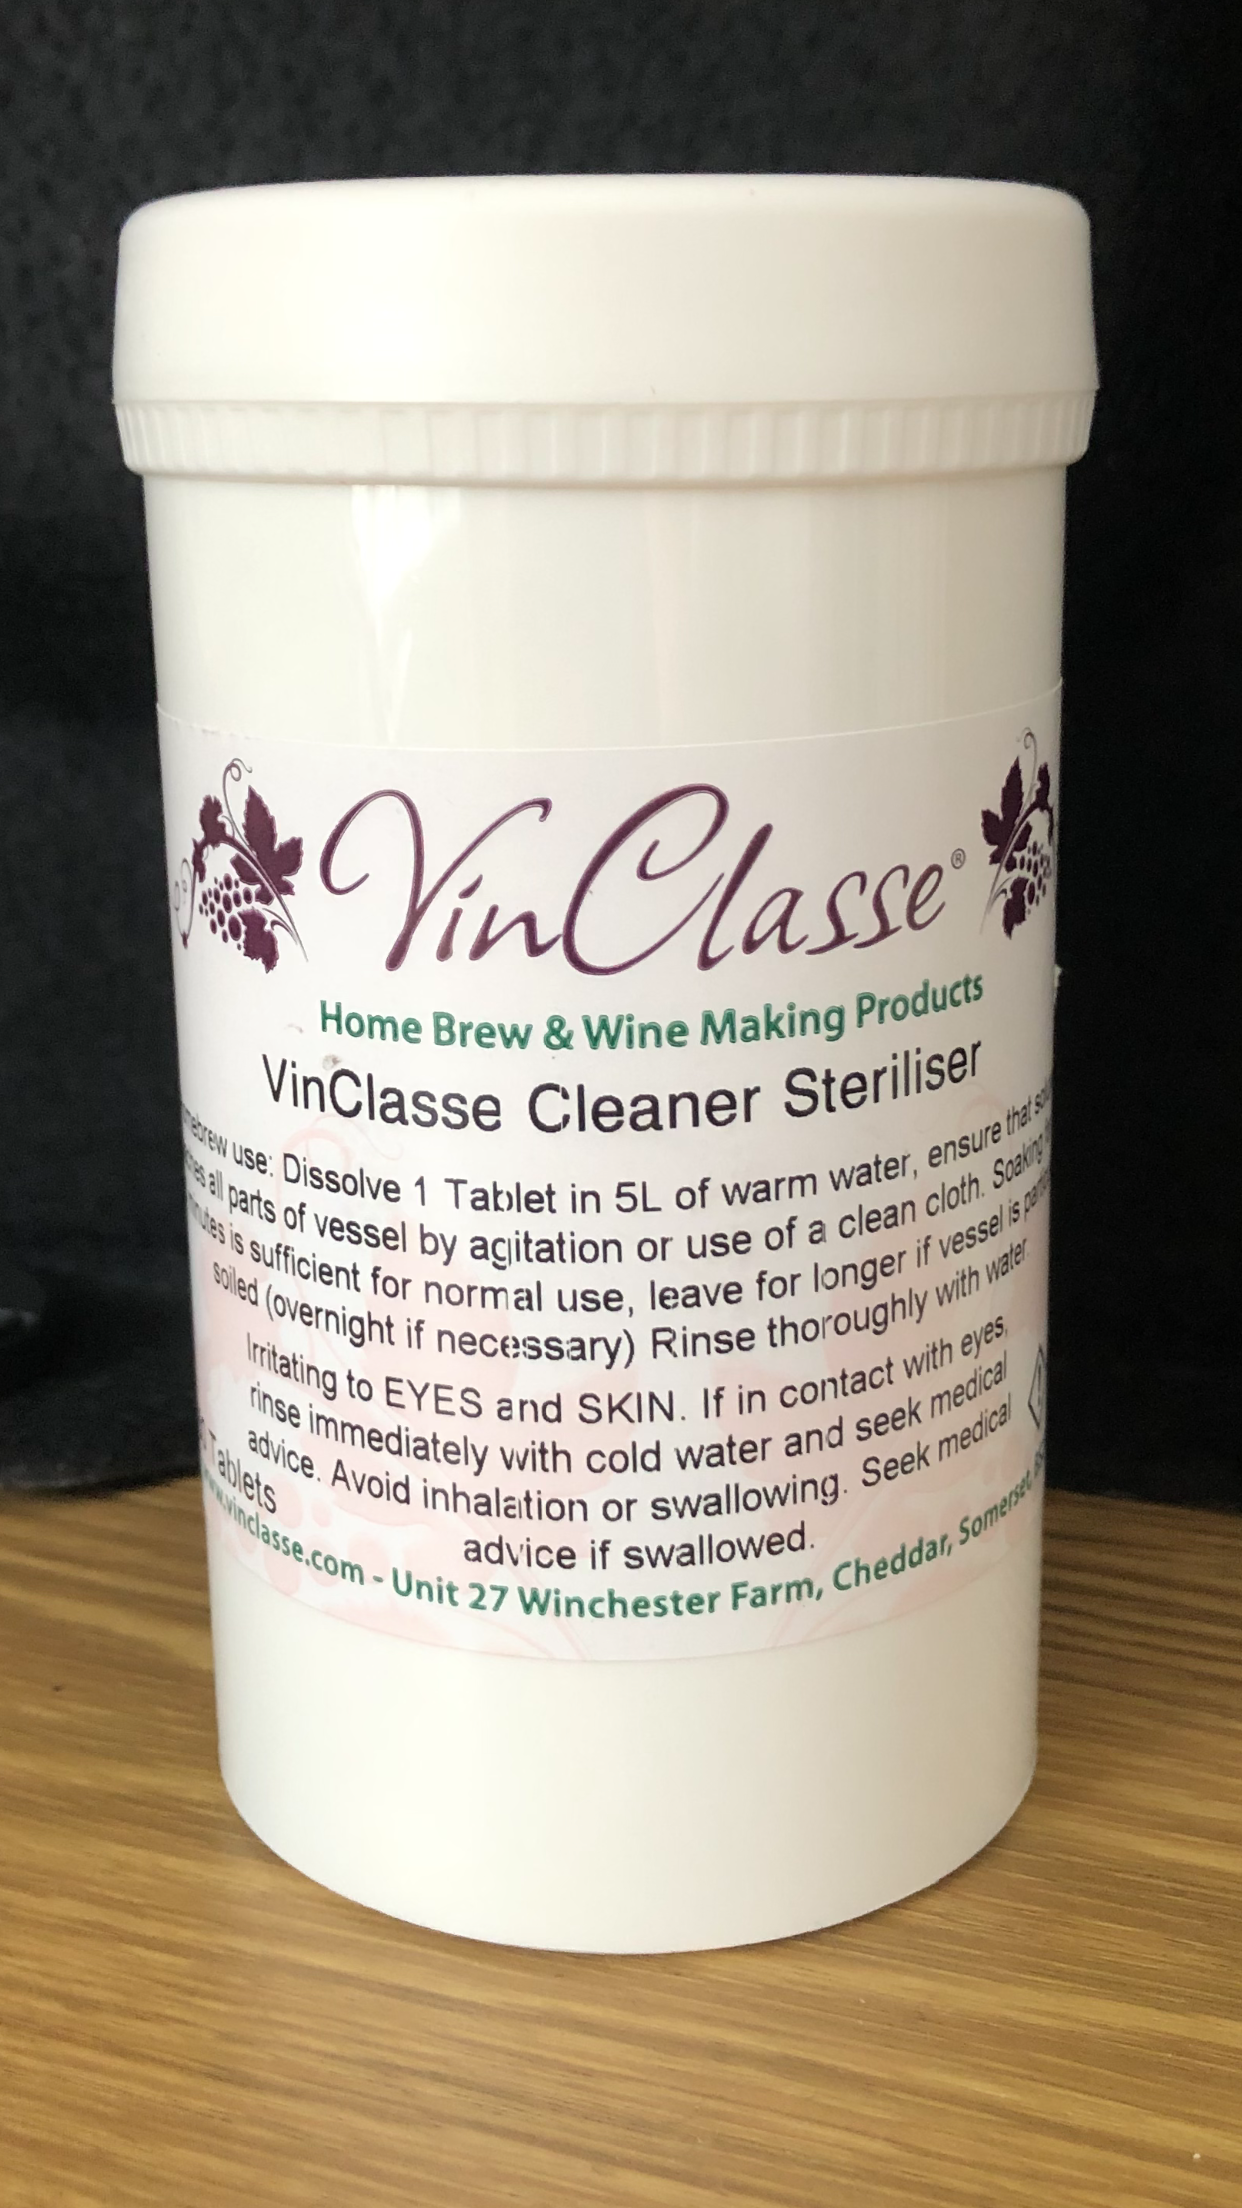 VinClasse®
Home Brew & Wine Making Products
VinClasse Cleaner Steriliser
use: Dissolve 1 Tablet in 5L of warm water, ensure that
all parts of vessel by agitation or use of a clean cloth. Soaking
is sufficient for normal use, leave for longer if vessel is
soiled (overnight if necessary) Rinse thoroughly with water.
Irritating to EYES and SKIN. If in contact with eyes,
rinse immediately with cold water and seek medical
advice. Avoid inhalation or swallowing. Seek medical
advice if swallowed.
Tablets
.vinclasse.com - Unit 27 Winchester Farm, Cheddar, Somerset,